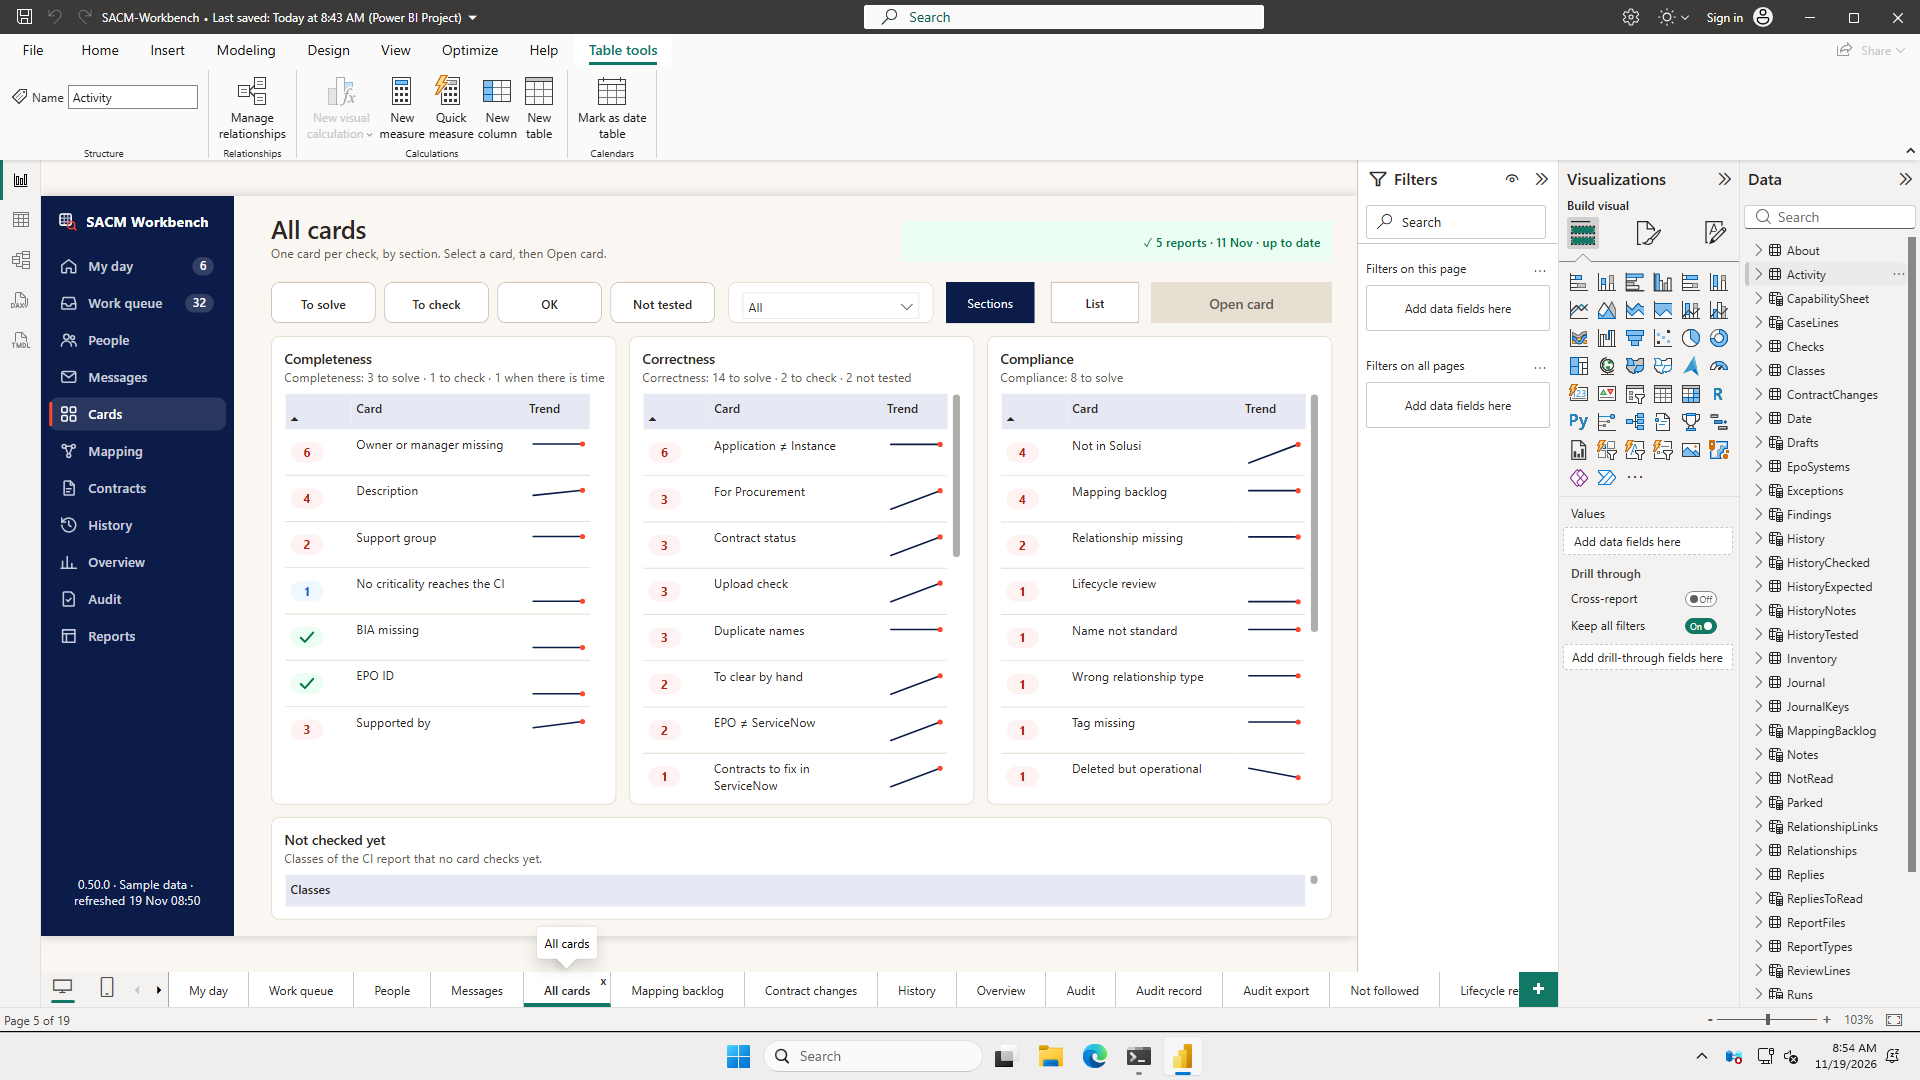 SACM-Workbench • Last saved: Today at 8:43 AM (Power BI Project)
Search
Sign in
File
Home
Insert
Modeling
Design
View
Optimize
Help
Table tools
Share
Name
Activity
Structure
Manage relationships
Relationships
New visual calculation
New measure
Quick measure
New column
New table
Calculations
Mark as date table
Calendars
SACM Workbench
My day 6
Work queue 32
People
Messages
Cards
Mapping
Contracts
History
Overview
Audit
Reports
0.50.0 · Sample data ·
refreshed 19 Nov 08:50
All cards
One card per check, by section. Select a card, then Open card.
✓ 5 reports · 11 Nov · up to date
To solve
To check
OK
Not tested
All
Sections
List
Open card
Completeness
Completeness: 3 to solve · 1 to check · 1 when there is time
Card Trend
6 Owner or manager missing
4 Description
2 Support group
1 No criticality reaches the CI
BIA missing
EPO ID
3 Supported by
Correctness
Correctness: 14 to solve · 2 to check · 2 not tested
Card Trend
6 Application ≠ Instance
3 For Procurement
3 Contract status
3 Upload check
3 Duplicate names
2 To clear by hand
2 EPO ≠ ServiceNow
1 Contracts to fix in
ServiceNow
Compliance
Compliance: 8 to solve
Card Trend
4 Not in Solusi
4 Mapping backlog
2 Relationship missing
1 Lifecycle review
1 Name not standard
1 Wrong relationship type
1 Tag missing
1 Deleted but operational
Not checked yet
Classes of the CI report that no card checks yet.
Classes
All cards
Filters
Search
Filters on this page
Add data fields here
Filters on all pages
Add data fields here
Visualizations
Build visual
R
Py
123
Values
Add data fields here
Drill through
Cross-report Off
Keep all filters On
Add drill-through fields here
Data
Search
About
Activity
CapabilitySheet
CaseLines
Checks
Classes
ContractChanges
Date
Drafts
EpoSystems
Exceptions
Findings
History
HistoryChecked
HistoryExpected
HistoryNotes
HistoryTested
Inventory
Journal
JournalKeys
MappingBacklog
Notes
NotRead
Parked
RelationshipLinks
Relationships
Replies
RepliesToRead
ReportFiles
ReportTypes
ReviewLines
Runs
DAX
TMDL
My day
Work queue
People
Messages
All cards
Mapping backlog
Contract changes
History
Overview
Audit
Audit record
Audit export
Not followed
Lifecycle re
Page 5 of 19
103%
Search
8:54 AM
11/19/2026